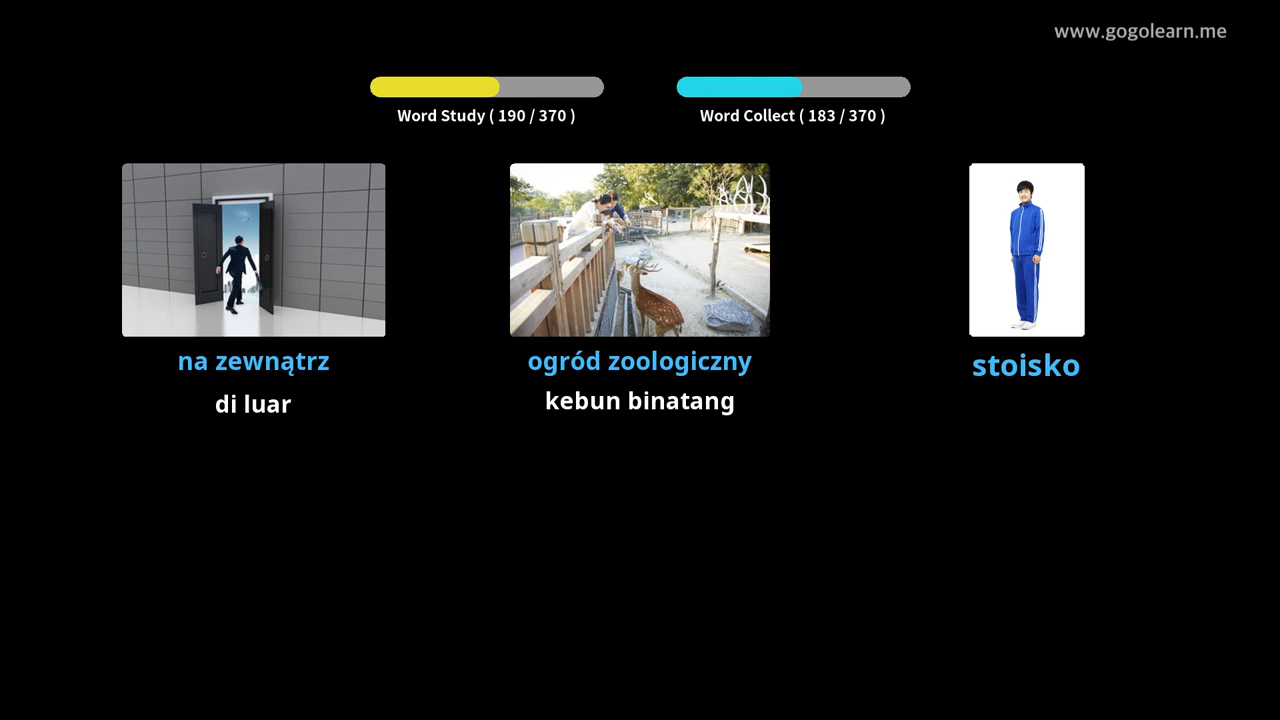 www.gogolearn.me
Word Study ( 190 / 370 )
Word Collect ( 183 / 370 )
na zewnątrz
di luar
ogród zoologiczny
kebun binatang
stoisko